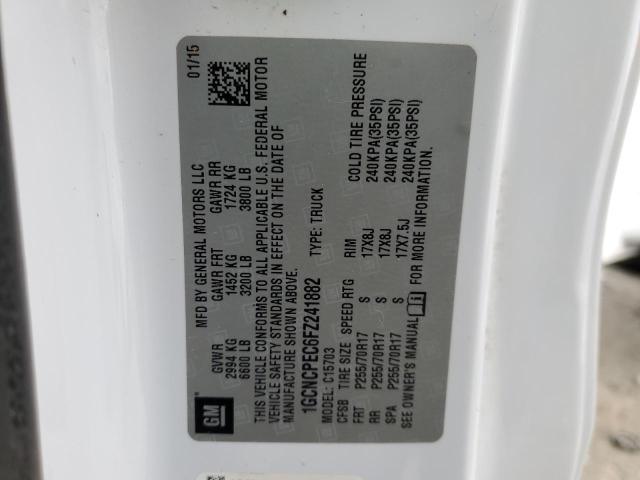 GM
MFD BY GENERAL MOTORS LLC
01/15
GVWR GAWR FRT GAWR RR
2994 KG 1452 KG 1724 KG
6600 LB 3200 LB 3800 LB
THIS VEHICLE CONFORMS TO ALL APPLICABLE U.S. FEDERAL MOTOR
VEHICLE SAFETY STANDARDS IN EFFECT ON THE DATE OF
MANUFACTURE SHOWN ABOVE.
1GCNCPEC6FZ241882 TYPE: TRUCK
MODEL: C15703
CFSB TIRE SIZE SPEED RTG RIM COLD TIRE PRESSURE
FRT P255/70R17 S 17X8J 240KPA(35PSI)
RR P255/70R17 S 17X8J 240KPA(35PSI)
SPA P255/70R17 S 17X7.5J 240KPA(35PSI)
SEE OWNER'S MANUAL FOR MORE INFORMATION.